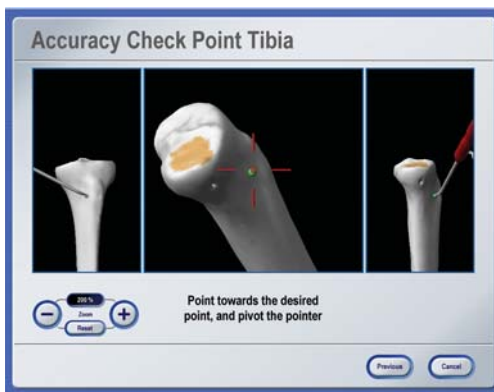 Accuracy Check Point Tibia
200 %
Zoom
Reset
Point towards the desired
point, and pivot the pointer
Previous
Cancel